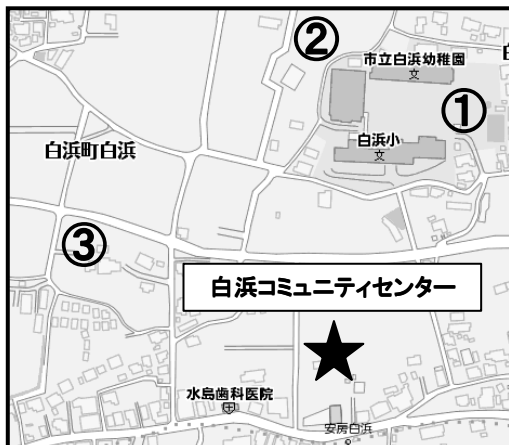 ②
市立白浜幼稚園
文
①
白浜小
文
白浜町白浜
③
白浜コミュニティセンター
水島歯科医院
安房白浜